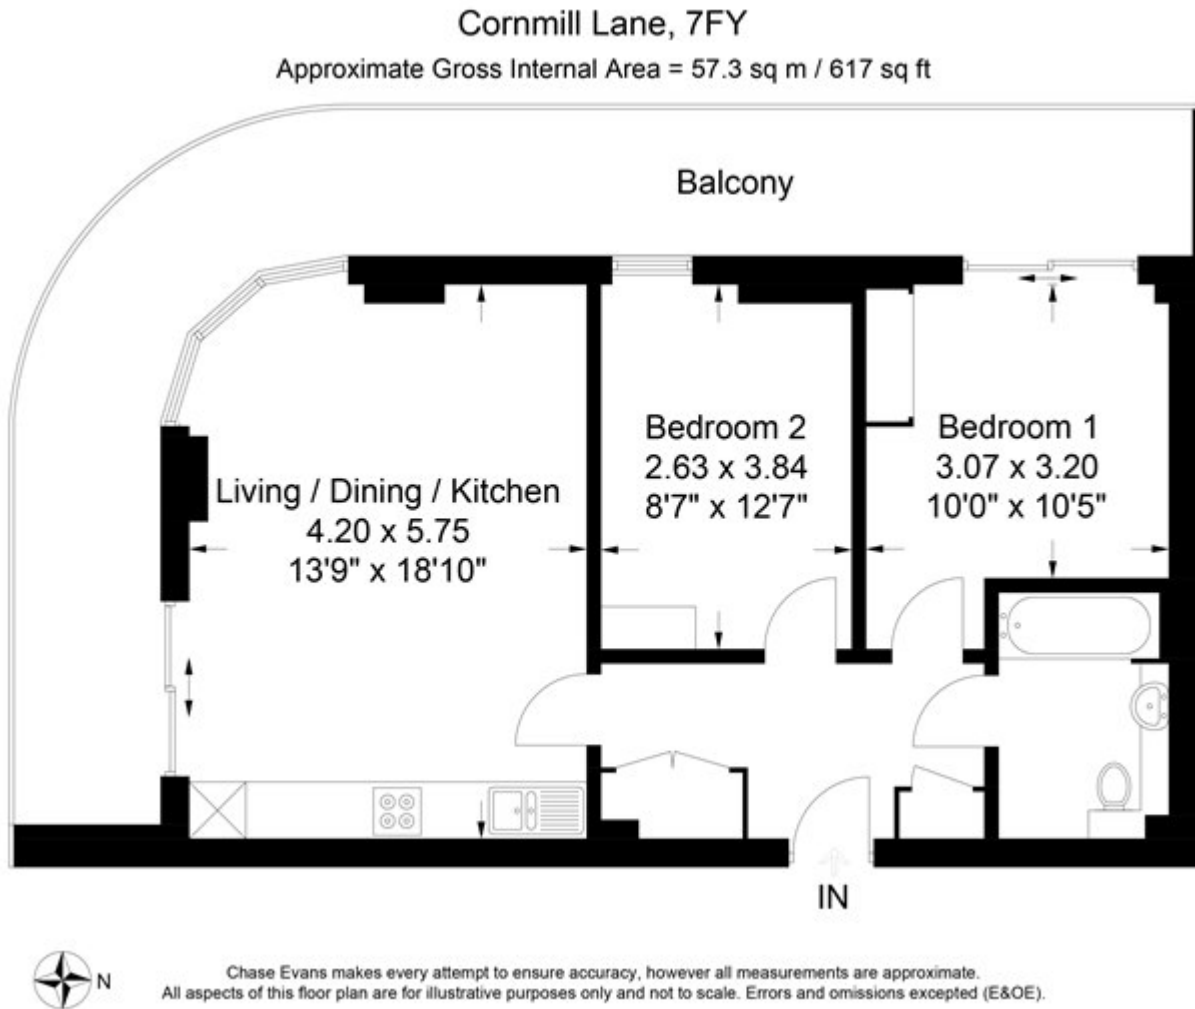 Cornmill Lane, 7FY
Approximate Gross Internal Area = 57.3 sq m / 617 sq ft
Balcony
Bedroom 2
2.63 x 3.84
8'7" x 12'7"
Bedroom 1
3.07 x 3.20
10'0" x 10'5"
Living / Dining / Kitchen
4.20 x 5.75
13'9" x 18'10"
IN
N
Chase Evans makes every attempt to ensure accuracy, however all measurements are approximate.
All aspects of this floor plan are for illustrative purposes only and not to scale. Errors and omissions excepted (E&OE).